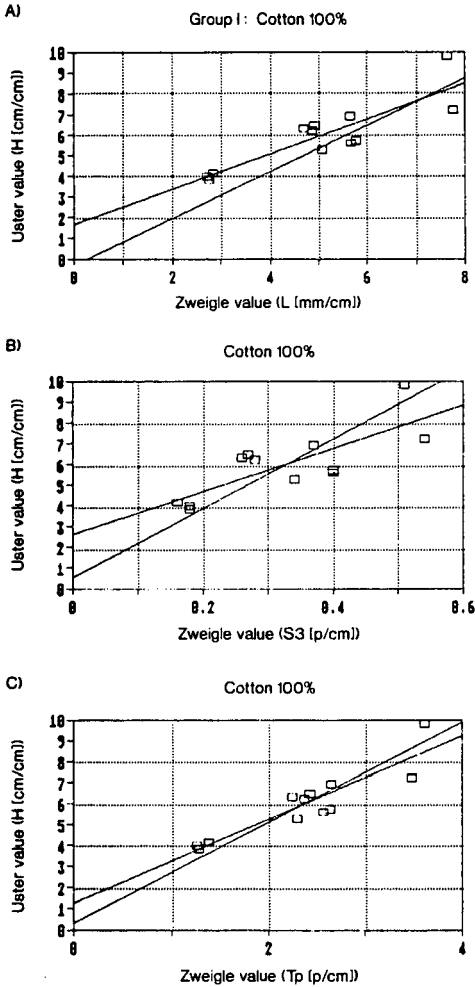 A)
Group I: Cotton 100%
Uster value (H [cm/cm])
10
9
8
7
6
5
4
3
2
1
0
0 2 4 6 8
Zweigle value (L [mm/cm])
B)
Cotton 100%
Uster value (H [cm/cm])
10
9
8
7
6
5
4
3
2
1
0
0 0.2 0.4 0.6
Zweigle value (S3 [p/cm])
C)
Cotton 100%
Uster value (H [cm/cm])
10
9
8
7
6
5
4
3
2
1
0
0 2 4
Zweigle value (Tp [p/cm])